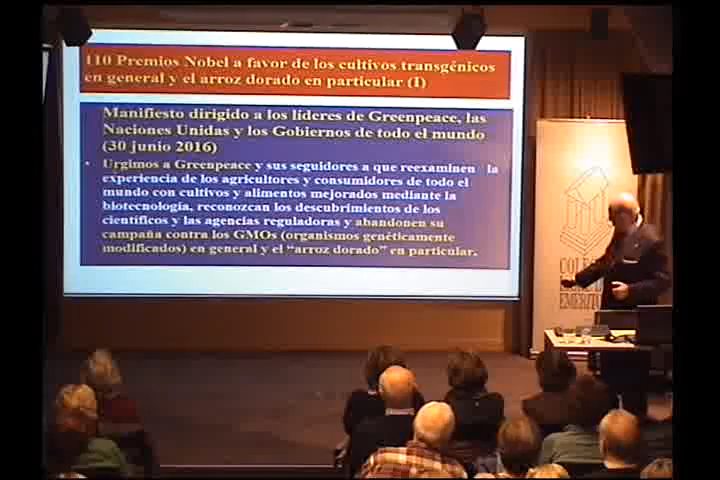 110 Premios Nobel a favor de los cultivos transgénicos
en general y el arroz dorado en particular (I)
Manifiesto dirigido a los líderes de Greenpeace, las
Naciones Unidas y los Gobiernos de todo el mundo
(30 junio 2016)
• Urgimos a Greenpeace y sus seguidores a que reexaminen la
experiencia de los agricultores y consumidores de todo el
mundo con cultivos y alimentos mejorados mediante la
biotecnología, reconozcan los descubrimientos de los
científicos y las agencias reguladoras y abandonen su
campaña contra los GMOs (organismos genéticamente
modificados) en general y el “arroz dorado” en particular.